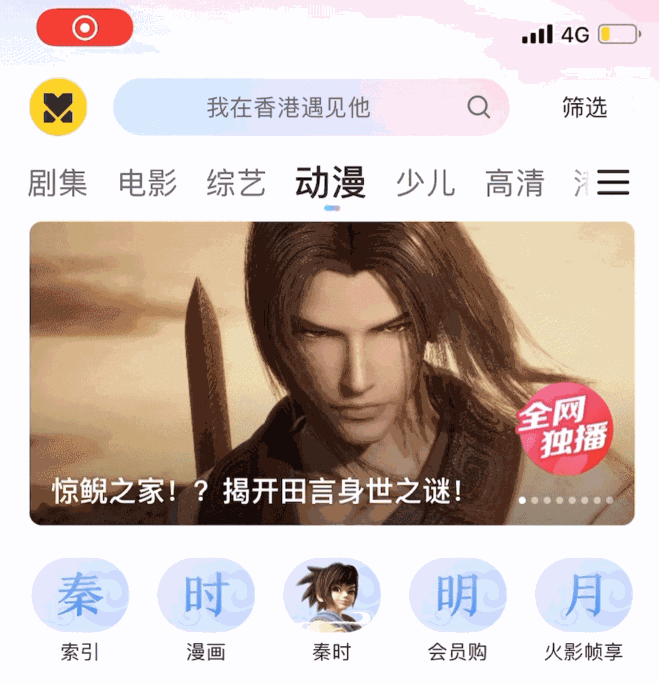 4G
我在香港遇见他
筛选
剧集 电影 综艺 动漫 少儿 高清
全网
独播
惊鲵之家！？揭开田言身世之谜！
秦 时 明 月
索引 漫画 秦时 会员购 火影帧享